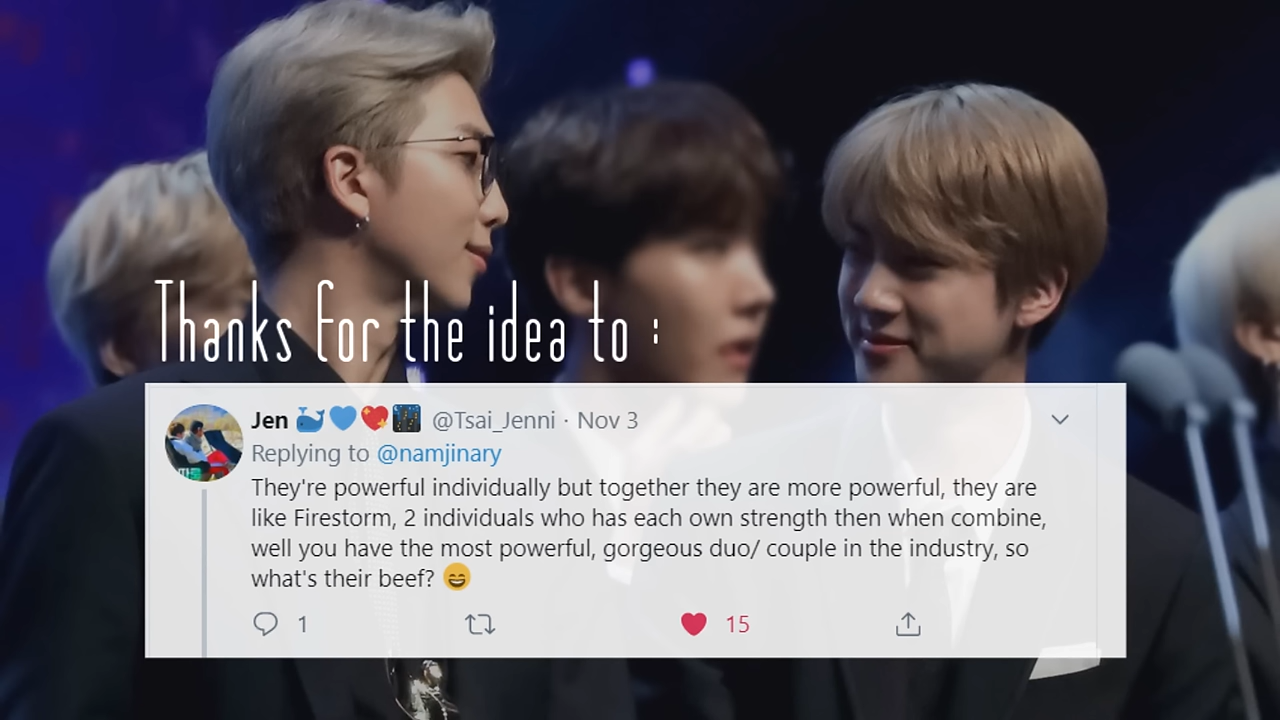 Thanks for the idea to :
Jen 🐳💙💖🌃 @Tsai_Jenni · Nov 3
Replying to @namjinary
They're powerful individually but together they are more powerful, they are
like Firestorm, 2 individuals who has each own strength then when combine,
well you have the most powerful, gorgeous duo/ couple in the industry, so
what's their beef? 😄
1 15